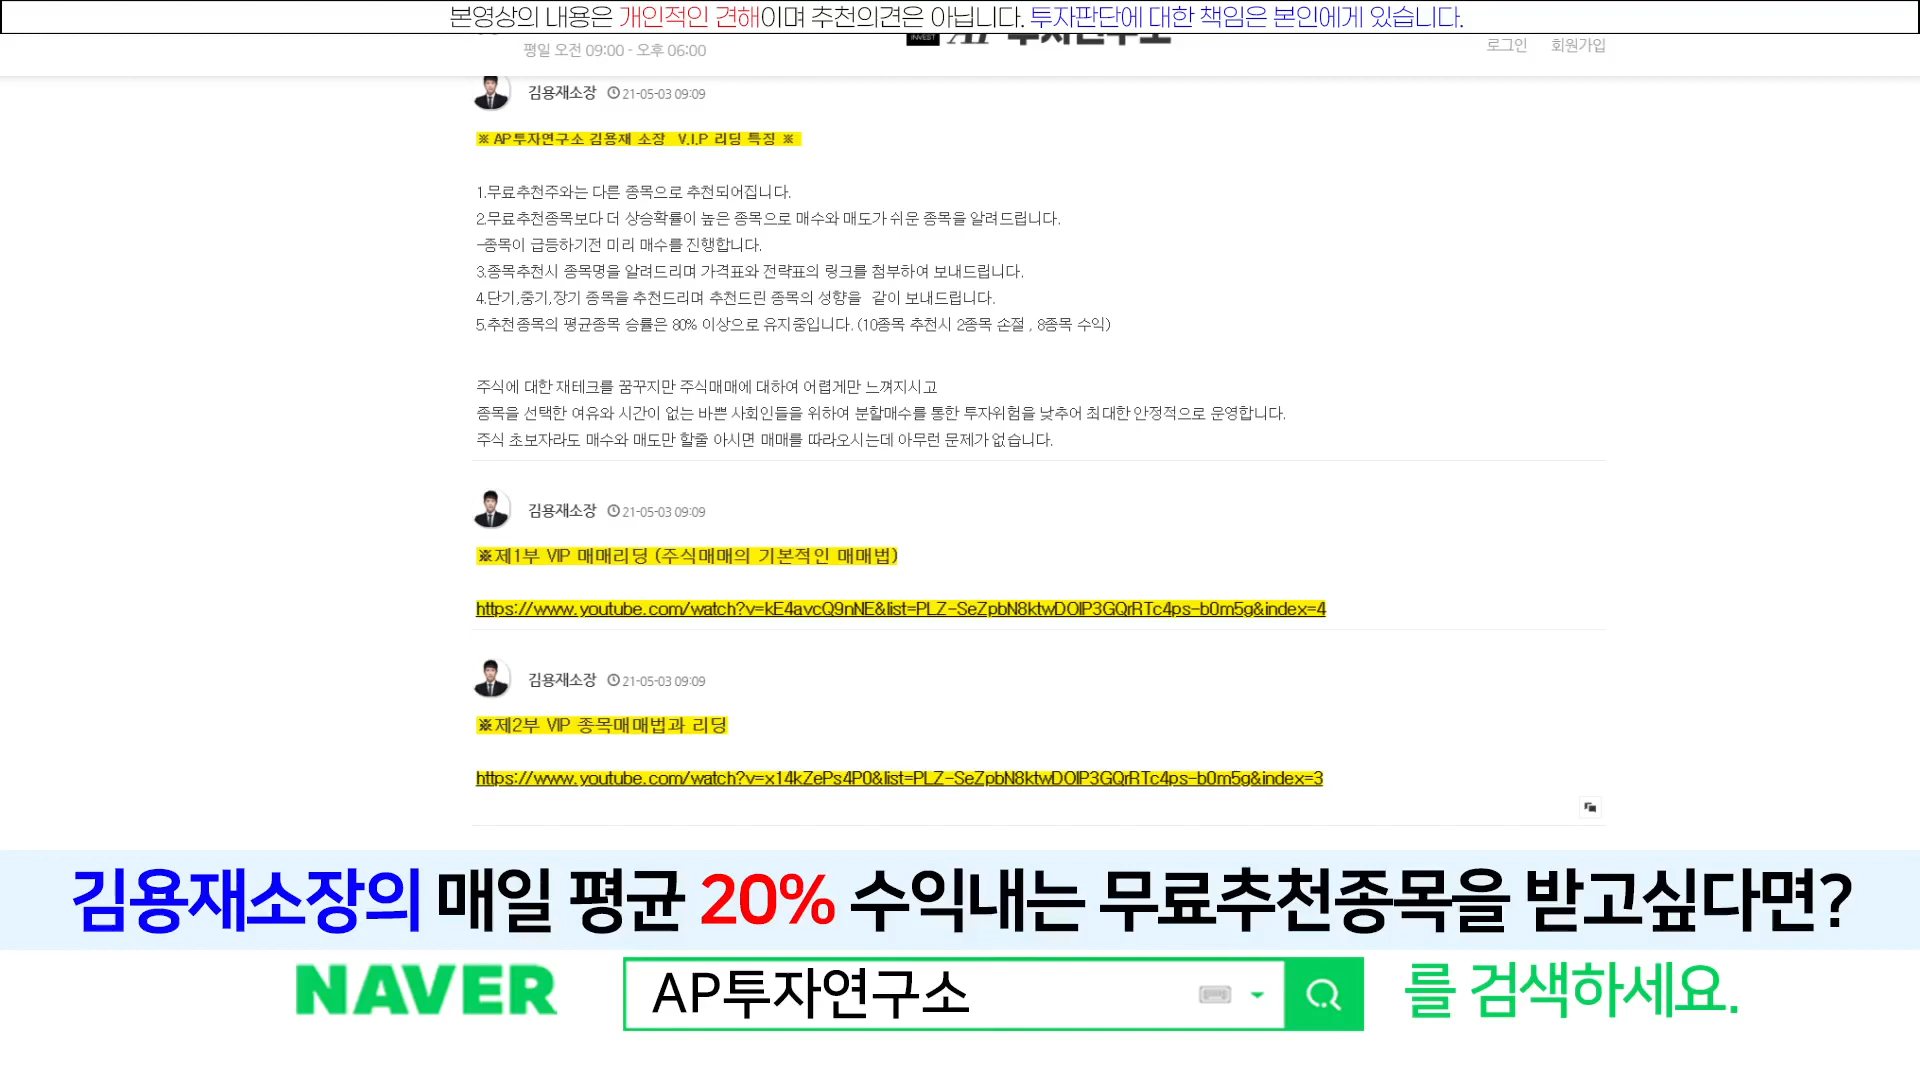 본영상의 내용은 개인적인 견해이며 추천의견은 아닙니다. 투자판단에 대한 책임은 본인에게 있습니다.
평일 오전 09:00 - 오후 06:00
INVEST AP 투자연구소
로그인 회원가입
김용재소장 21-05-03 09:09
※ AP투자연구소 김용재 소장 V.I.P 리딩 특징 ※
1.무료추천주와는 다른 종목으로 추천되어집니다.
2.무료추천종목보다 더 상승확률이 높은 종목으로 매수와 매도가 쉬운 종목을 알려드립니다.
-종목이 급등하기전 미리 매수를 진행합니다.
3.종목추천시 종목명을 알려드리며 가격표와 전략표의 링크를 첨부하여 보내드립니다.
4.단기,중기,장기 종목을 추천드리며 추천드린 종목의 성향을 같이 보내드립니다.
5.추천종목의 평균종목 승률은 80% 이상으로 유지중입니다. (10종목 추천시 2종목 손절 , 8종목 수익)
주식에 대한 재테크를 꿈꾸지만 주식매매에 대하여 어렵게만 느껴지시고
종목을 선택한 여유와 시간이 없는 바쁜 사회인들을 위하여 분할매수를 통한 투자위험을 낮추어 최대한 안정적으로 운영합니다.
주식 초보자라도 매수와 매도만 할줄 아시면 매매를 따라오시는데 아무런 문제가 없습니다.
김용재소장 21-05-03 09:09
※제1부 VIP 매매리딩 (주식매매의 기본적인 매매법)
https://www.youtube.com/watch?v=kE4avcQ9nNE&list=PLZ-SeZpbN8ktwDOIP3GQrRTc4ps-b0m5g&index=4
김용재소장 21-05-03 09:09
※제2부 VIP 종목매매법과 리딩
https://www.youtube.com/watch?v=x14kZePs4P0&list=PLZ-SeZpbN8ktwDOIP3GQrRTc4ps-b0m5g&index=3
김용재소장의 매일 평균 20% 수익내는 무료추천종목을 받고싶다면?
NAVER AP투자연구소 를 검색하세요.